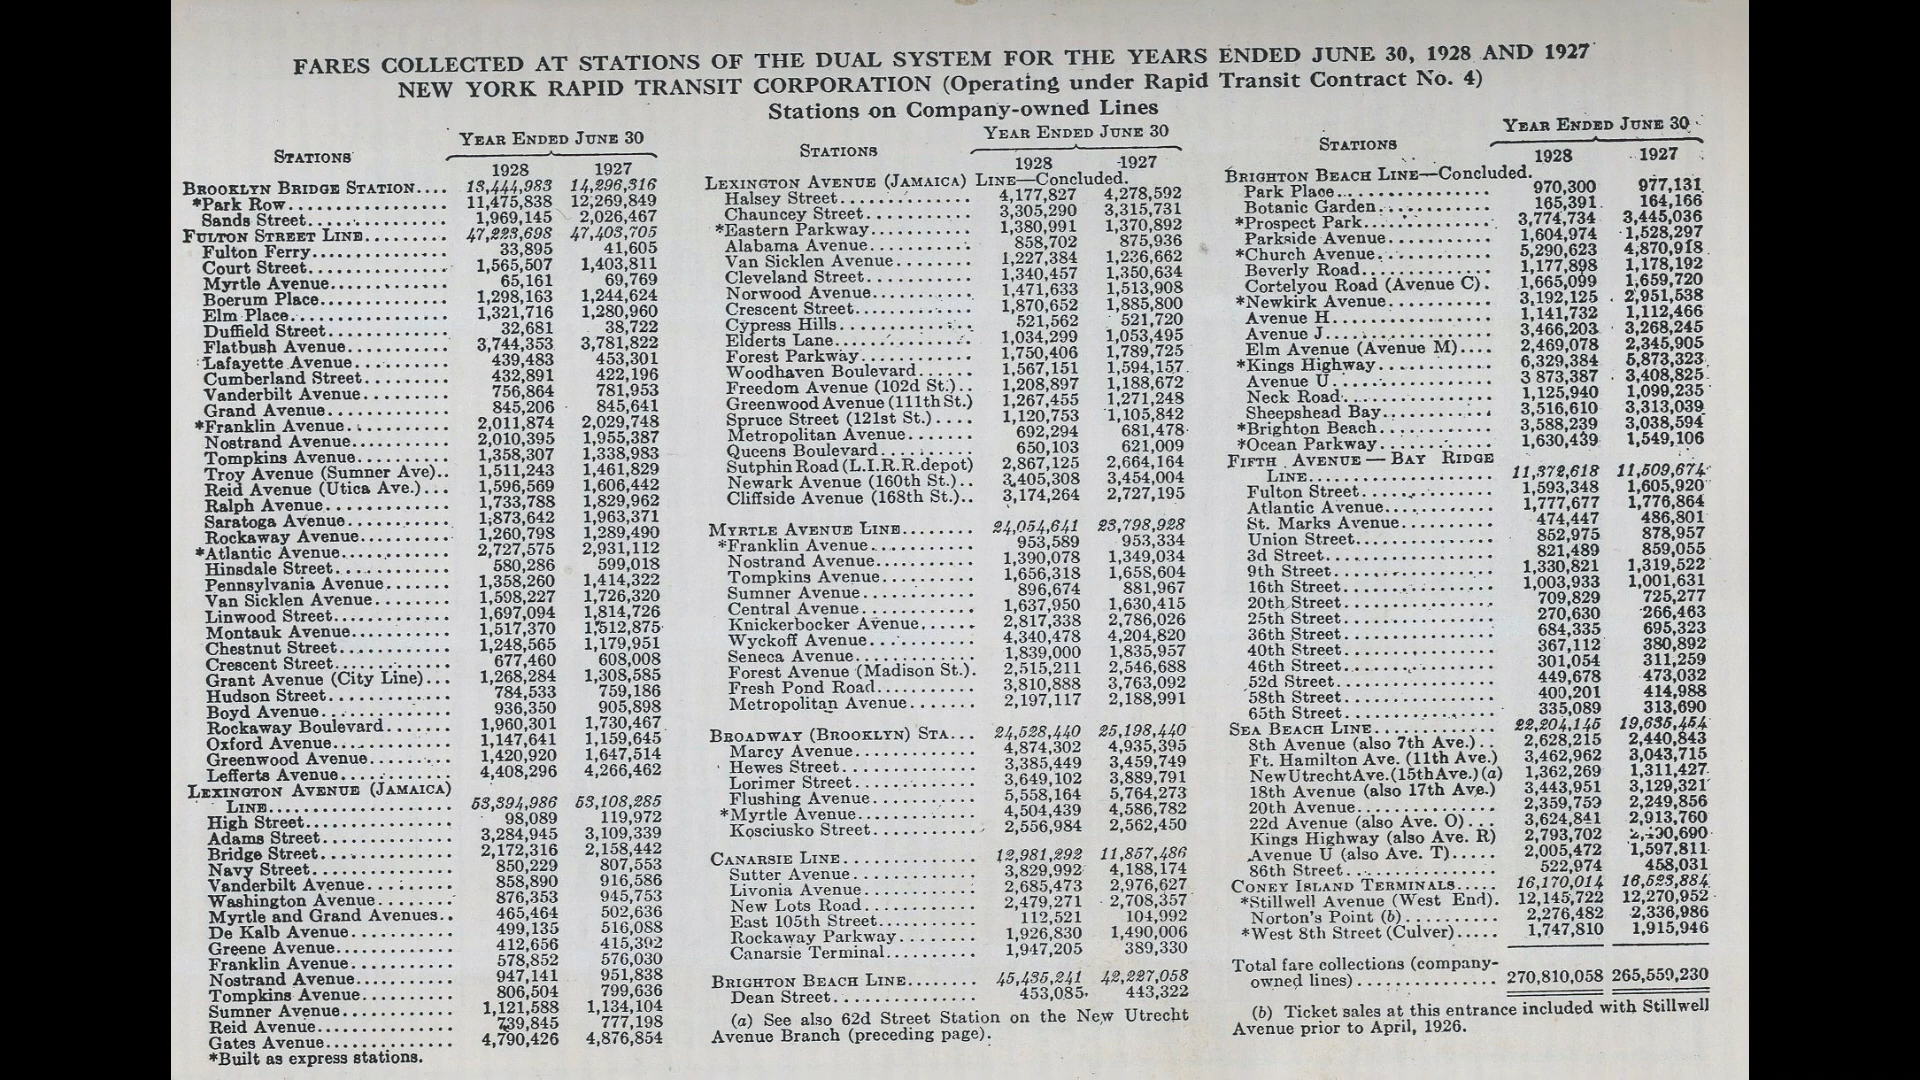 FARES COLLECTED AT STATIONS OF THE DUAL SYSTEM FOR THE YEARS ENDED JUNE 30, 1928 AND 1927
NEW YORK RAPID TRANSIT CORPORATION (Operating under Rapid Transit Contract No. 4)
Stations on Company-owned Lines
YEAR ENDED JUNE 30
STATIONS
1928 1927
BROOKLYN BRIDGE STATION.... 13,444,983 14,296,316
*Park Row................. 11,475,838 12,269,849
Sands Street.............. 1,969,145 2,026,467
FULTON STREET LINE......... 47,223,698 47,403,705
Fulton Ferry............... 33,895 41,605
Court Street............... 1,565,507 1,403,811
Myrtle Avenue.............. 65,161 69,769
Boerum Place.............. 1,298,163 1,244,624
Elm Place................. 1,321,716 1,280,960
Duffield Street............ 32,681 38,722
Flatbush Avenue........... 3,744,353 3,781,822
Lafayette Avenue.......... 439,483 453,301
Cumberland Street......... 432,891 422,196
Vanderbilt Avenue......... 756,864 781,953
Grand Avenue............. 845,206 845,641
*Franklin Avenue........... 2,011,874 2,029,748
Nostrand Avenue.......... 2,010,395 1,955,387
Tompkins Avenue.......... 1,358,307 1,338,983
Troy Avenue (Sumner Ave).. 1,511,243 1,461,829
Reid Avenue (Utica Ave.)... 1,596,569 1,606,442
Ralph Avenue............. 1,733,788 1,829,962
Saratoga Avenue........... 1,873,642 1,963,371
Rockaway Avenue.......... 1,260,798 1,289,490
*Atlantic Avenue............ 2,727,575 2,931,112
Hinsdale Street............ 580,286 599,018
Pennsylvania Avenue....... 1,358,260 1,414,322
Van Sicklen Avenue........ 1,598,227 1,726,320
Linwood Street............ 1,697,094 1,814,726
Montauk Avenue.......... 1,517,370 1,512,875
Chestnut Street............ 1,248,565 1,179,951
Crescent Street............ 677,460 608,008
Grant Avenue (City Line)... 1,268,284 1,308,585
Hudson Street............. 784,533 759,186
Boyd Avenue.............. 936,350 905,898
Rockaway Boulevard....... 1,960,301 1,730,467
Oxford Avenue............ 1,147,641 1,159,645
Greenwood Avenue........ 1,420,920 1,647,514
Lefferts Avenue............ 4,408,296 4,266,462
LEXINGTON AVENUE (JAMAICA)
LINE.................... 53,394,986 53,108,285
High Street............... 98,089 119,972
Adams Street.............. 3,284,945 3,109,339
Bridge Street.............. 2,172,316 2,158,442
Navy Street............... 850,229 807,553
Vanderbilt Avenue......... 858,890 916,586
Washington Avenue........ 876,353 945,753
Myrtle and Grand Avenues.. 465,464 502,636
De Kalb Avenue........... 499,135 516,088
Greene Avenue............ 412,656 415,392
Franklin Avenue........... 578,852 576,030
Nostrand Avenue.......... 947,141 951,838
Tompkins Avenue.......... 806,504 799,636
Sumner Avenue............ 1,121,588 1,134,104
Reid Avenue.............. 739,845 777,198
Gates Avenue............. 4,790,426 4,876,854
*Built as express stations.
YEAR ENDED JUNE 30
STATIONS
1928 1927
LEXINGTON AVENUE (JAMAICA) LINE—Concluded.
Halsey Street.............. 4,177,827 4,278,592
Chauncey Street........... 3,305,290 3,315,731
*Eastern Parkway........... 1,380,991 1,370,892
Alabama Avenue........... 858,702 875,936
Van Sicklen Avenue........ 1,227,384 1,236,662
Cleveland Street........... 1,340,457 1,350,634
Norwood Avenue.......... 1,471,633 1,513,908
Crescent Street............ 1,870,652 1,885,800
Cypress Hills.............. 521,562 521,720
Elderts Lane.............. 1,034,299 1,053,495
Forest Parkway............ 1,750,406 1,789,725
Woodhaven Boulevard...... 1,567,151 1,594,157
Freedom Avenue (102d St.).. 1,208,897 1,188,672
Greenwood Avenue (111th St.) 1,267,455 1,271,248
Spruce Street (121st St.).... 1,120,753 1,105,842
Metropolitan Avenue....... 692,294 681,478
Queens Boulevard.......... 650,103 621,009
Sutphin Road (L.I.R.R.depot) 2,867,125 2,664,164
Newark Avenue (160th St.).. 3,405,308 3,454,004
Cliffside Avenue (168th St.).. 3,174,264 2,727,195
MYRTLE AVENUE LINE........ 24,054,641 23,798,928
*Franklin Avenue........... 953,589 953,334
Nostrand Avenue.......... 1,390,078 1,349,034
Tompkins Avenue.......... 1,656,318 1,658,604
Sumner Avenue............ 896,674 881,967
Central Avenue............ 1,637,950 1,630,415
Knickerbocker Avenue...... 2,817,338 2,786,026
Wyckoff Avenue........... 4,340,478 4,204,820
Seneca Avenue............. 1,839,000 1,835,957
Forest Avenue (Madison St.). 2,515,211 2,546,688
Fresh Pond Road........... 3,810,888 3,763,092
Metropolitan Avenue....... 2,197,117 2,188,991
BROADWAY (BROOKLYN) STA... 24,528,440 25,198,440
Marcy Avenue............. 4,874,302 4,935,395
Hewes Street.............. 3,385,449 3,459,749
Lorimer Street............. 3,649,102 3,889,791
Flushing Avenue........... 5,558,164 5,764,273
*Myrtle Avenue............ 4,504,439 4,586,782
Kosciusko Street........... 2,556,984 2,562,450
CANARSIE LINE.............. 12,981,292 11,857,486
Sutter Avenue............. 3,829,992 4,188,174
Livonia Avenue............ 2,685,473 2,976,627
New Lots Road............ 2,479,271 2,708,357
East 105th Street........... 112,521 104,992
Rockaway Parkway......... 1,926,830 1,490,006
Canarsie Terminal.......... 1,947,205 389,330
BRIGHTON BEACH LINE........ 45,435,241 42,227,058
Dean Street............... 453,085 443,322
(a) See also 62d Street Station on the New Utrecht
Avenue Branch (preceding page).
YEAR ENDED JUNE 30
STATIONS
1928 1927
BRIGHTON BEACH LINE—Concluded.
Park Place................ 970,300 977,131
Botanic Garden............ 165,391 164,166
*Prospect Park............. 3,774,734 3,445,036
Parkside Avenue........... 1,604,974 1,528,297
*Church Avenue............ 5,290,623 4,870,918
Beverly Road.............. 1,177,898 1,178,192
Cortelyou Road (Avenue C). 1,665,099 1,659,720
*Newkirk Avenue........... 3,192,125 2,951,538
Avenue H................ 1,141,732 1,112,466
Avenue J................. 3,466,203 3,268,245
Elm Avenue (Avenue M).... 2,469,078 2,345,905
*Kings Highway............ 6,329,384 5,873,323
Avenue U................ 3 873,387 3,408,825
Neck Road............... 1,125,940 1,099,235
Sheepshead Bay........... 3,516,610 3,313,039
*Brighton Beach............ 3,588,239 3,038,594
*Ocean Parkway............ 1,630,439 1,549,106
FIFTH AVENUE — BAY RIDGE
LINE.................... 11,372,618 11,509,674
Fulton Street.............. 1,593,348 1,605,920
Atlantic Avenue........... 1,777,677 1,776,864
St. Marks Avenue.......... 474,447 486,801
Union Street.............. 852,975 878,957
3d Street................. 821,489 859,055
9th Street................ 1,330,821 1,319,522
16th Street............... 1,003,933 1,001,631
20th Street............... 709,829 725,277
25th Street............... 270,630 266,463
36th Street............... 684,335 695,323
40th Street............... 367,112 380,892
46th Street............... 301,054 311,259
52d Street................ 449,678 473,032
58th Street............... 400,201 414,988
65th Street............... 335,089 313,690
SEA BEACH LINE............. 22,204,145 19,635,454
8th Avenue (also 7th Ave.).. 2,628,215 2,440,843
Ft. Hamilton Ave. (11th Ave.) 3,462,962 3,043,715
New Utrecht Ave. (15th Ave.) (a) 1,362,269 1,311,427
18th Avenue (also 17th Ave.) 3,443,951 3,129,321
20th Avenue.............. 2,359,759 2,249,856
22d Avenue (also Ave. O)... 3,624,841 2,913,760
Kings Highway (also Ave. R) 2,793,702
Avenue U (also Ave. T)..... 2,005,472 1,597,811
86th Street............... 522,974 458,031
CONEY ISLAND TERMINALS..... 16,170,014 16,523,884
*Stillwell Avenue (West End). 12,145,722 12,270,952
Norton's Point (b).......... 2,276,482 2,336,986
*West 8th Street (Culver)..... 1,747,810 1,915,946
Total fare collections (company-
owned lines)............... 270,810,058 265,559,230
(b) Ticket sales at this entrance included with Stillwell
Avenue prior to April, 1926.